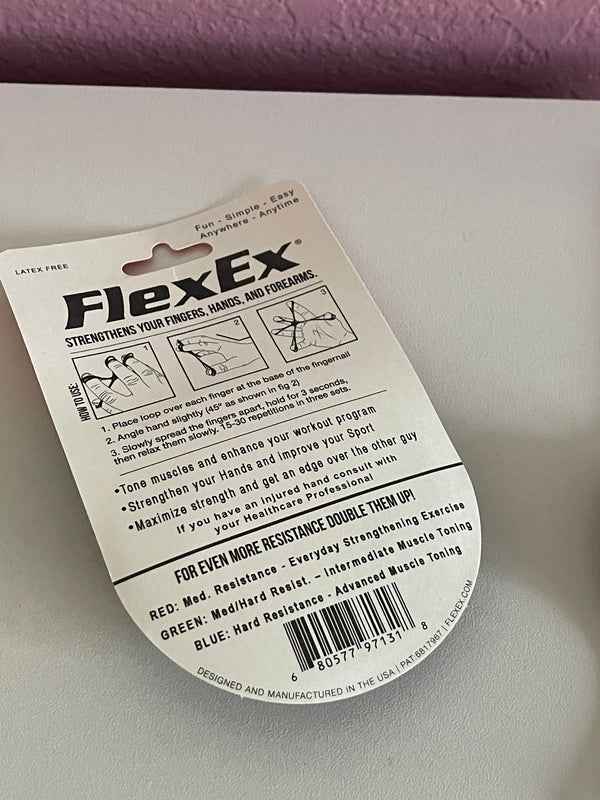 LATEX FREE
Fun - Simple - Easy
Anywhere - Anytime
FlexEx®
STRENGTHENS YOUR FINGERS, HANDS, AND FOREARMS.
HOW TO USE:
1
2
3
1. Place loop over each finger at the base of the fingernail
2. Angle hand slightly (45° as shown in fig 2)
3. Slowly spread the fingers apart, hold for 3 seconds,
then relax them slowly. 15-30 repetitions in three sets.
•Tone muscles and enhance your workout program
•Strengthen your Hands and improve your Sport
•Maximize strength and get an edge over the other guy
If you have an injured hand consult with
your Healthcare Professional
FOR EVEN MORE RESISTANCE DOUBLE THEM UP!
RED: Med. Resistance - Everyday Strengthening Exercise
GREEN: Med/Hard Resist. – Intermediate Muscle Toning
BLUE: Hard Resistance - Advanced Muscle Toning
6 80577 97131 8
DESIGNED AND MANUFACTURED IN THE USA | PAT:6817967 | FLEXEX.COM